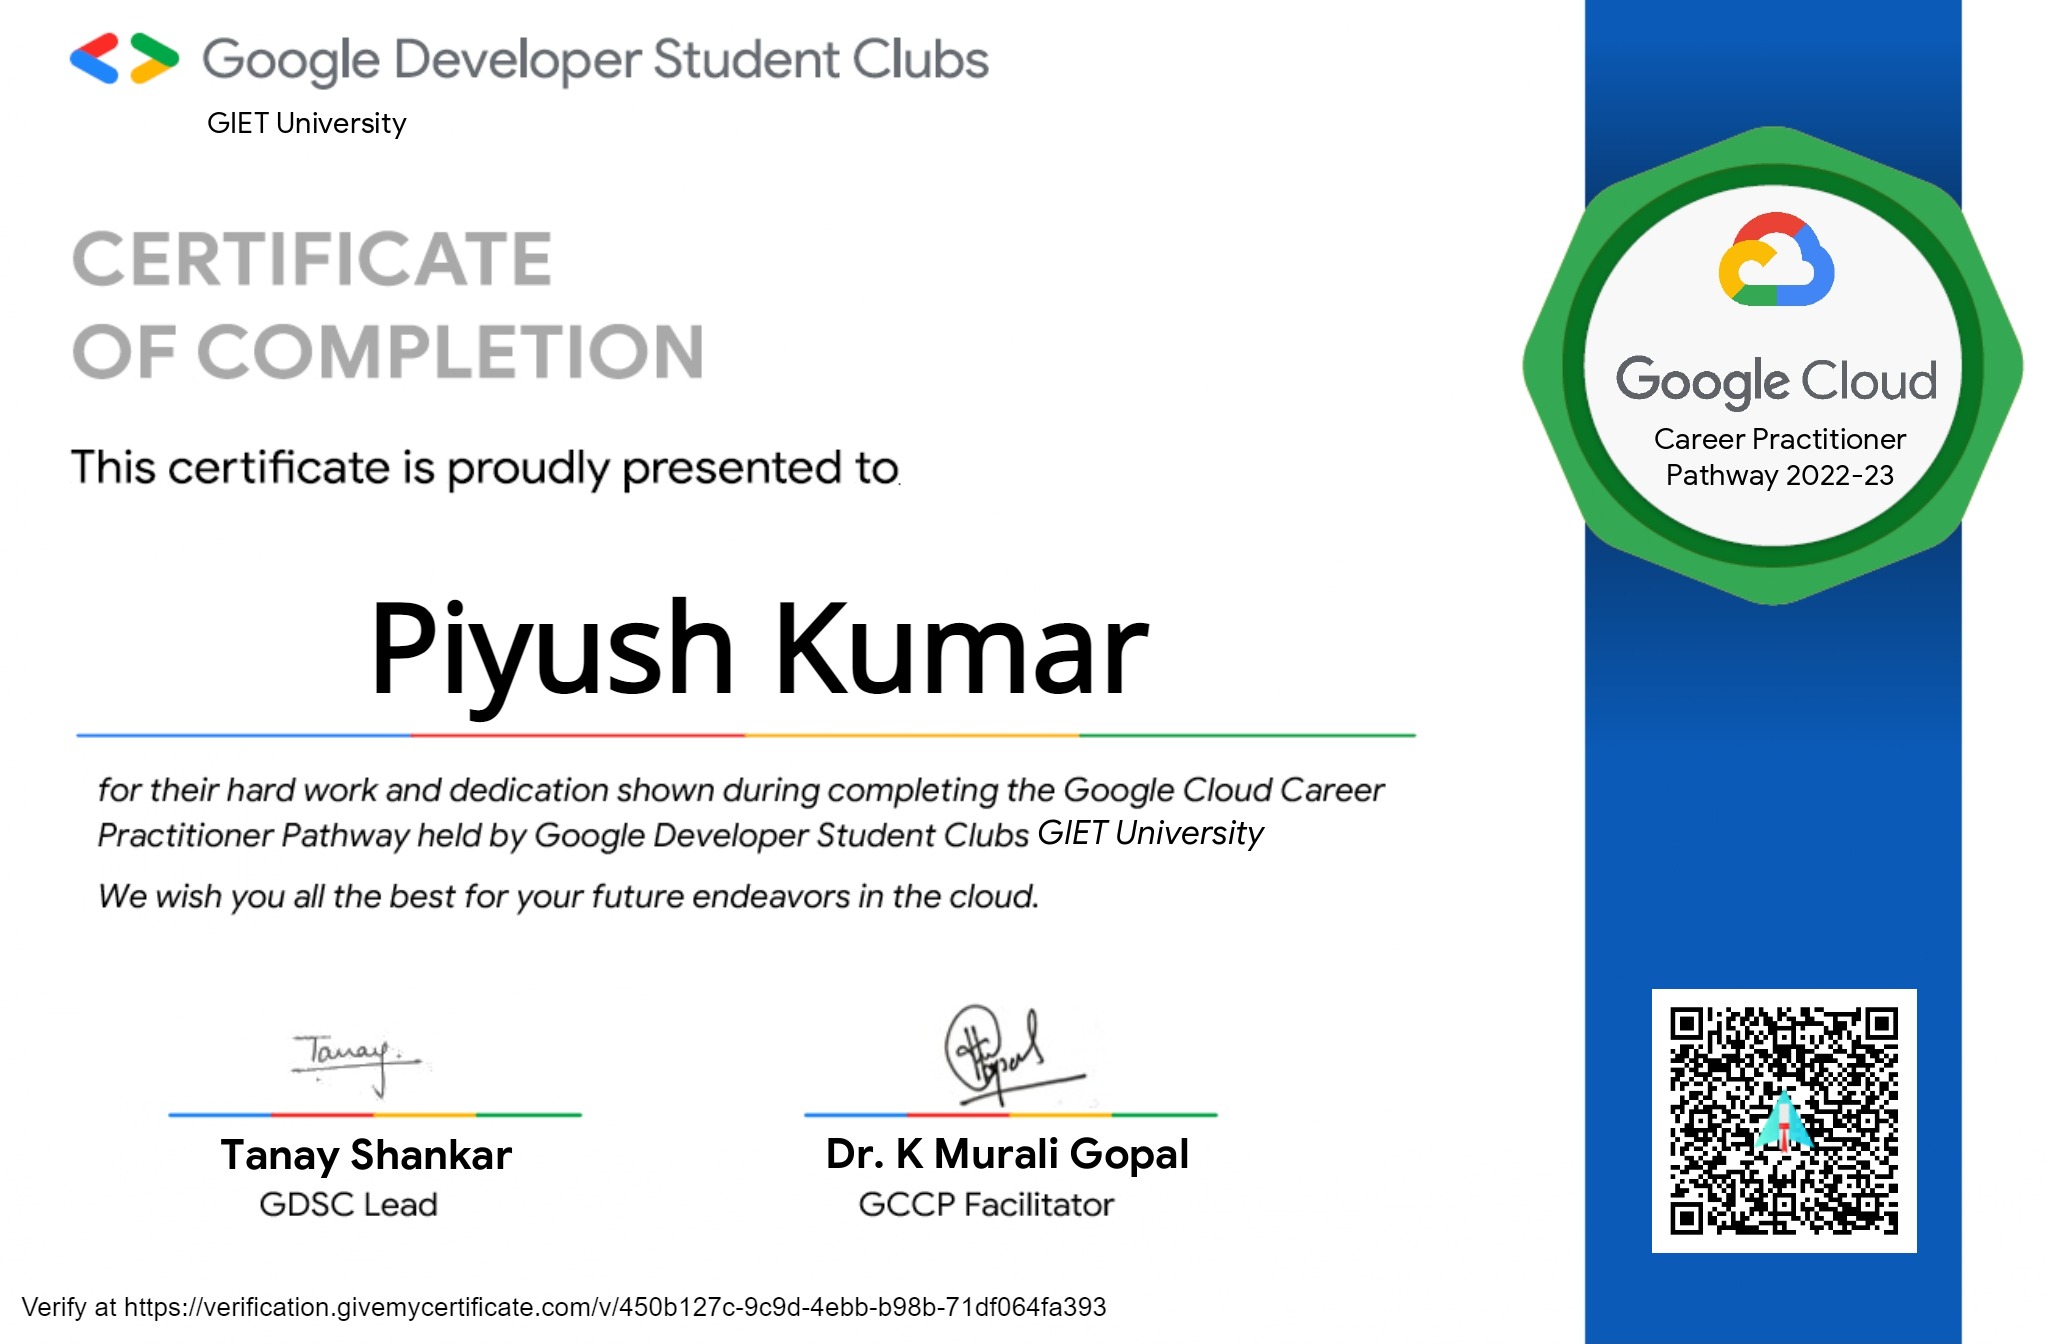 Google Developer Student Clubs
GIET University
CERTIFICATE
OF COMPLETION
This certificate is proudly presented to
Google Cloud
Career Practitioner
Pathway 2022-23
Piyush Kumar
for their hard work and dedication shown during completing the Google Cloud Career
Practitioner Pathway held by Google Developer Student Clubs GIET University
We wish you all the best for your future endeavors in the cloud.
Tanay.
Tanay Shankar
GDSC Lead
Dr. K Murali Gopal
GCCP Facilitator
Verify at https://verification.givemycertificate.com/v/450b127c-9c9d-4ebb-b98b-71df064fa393